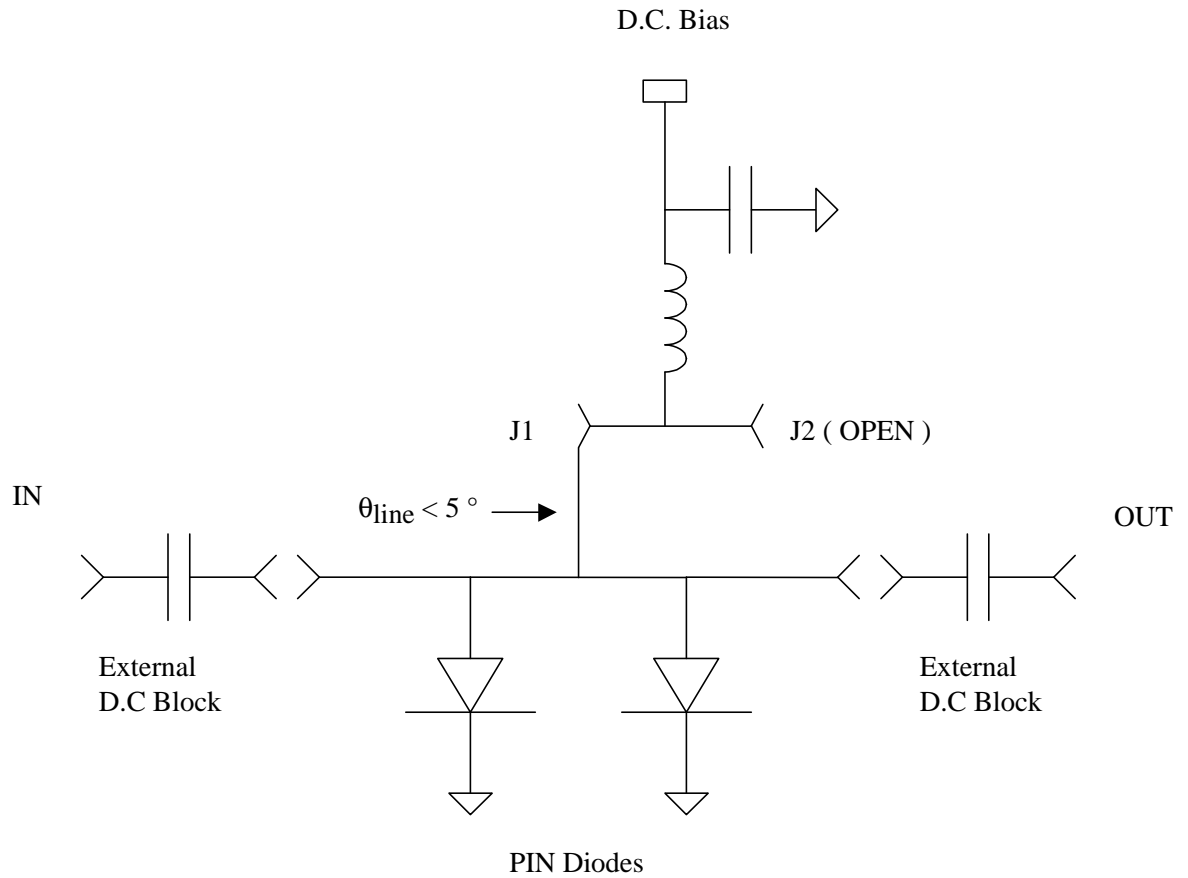 D.C. Bias
J1
J2 ( OPEN )
IN
θline < 5 °
OUT
External
D.C Block
External
D.C Block
PIN Diodes